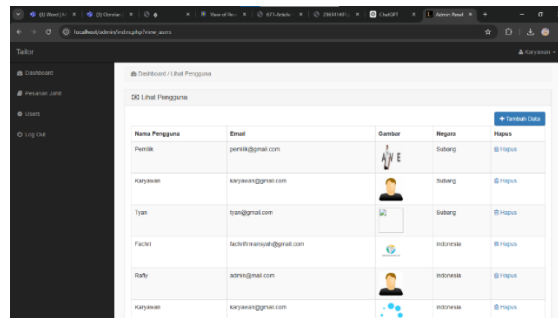 ChatGPT
Admin Panel
localhost/admin/index.php?view_users
Tailor
Karyawan
Dashboard
Pesanan Jahit
Users
Log Out
Dashboard / Lihat Pengguna
Lihat Pengguna
+ Tambah Data
Nama Pengguna Email Gambar Negara Hapus
Pemilik pemilik@gmail.com Subang Hapus
Karyawan karyawan@gmail.com Subang Hapus
Tyan tyan@gmail.com Subang Hapus
Fachri fachrifirmansyah@gmail.com Indonesia Hapus
Rafly admin@mail.com Indonesia Hapus
Karyawan karyawan@gmail.com Indonesia Hapus